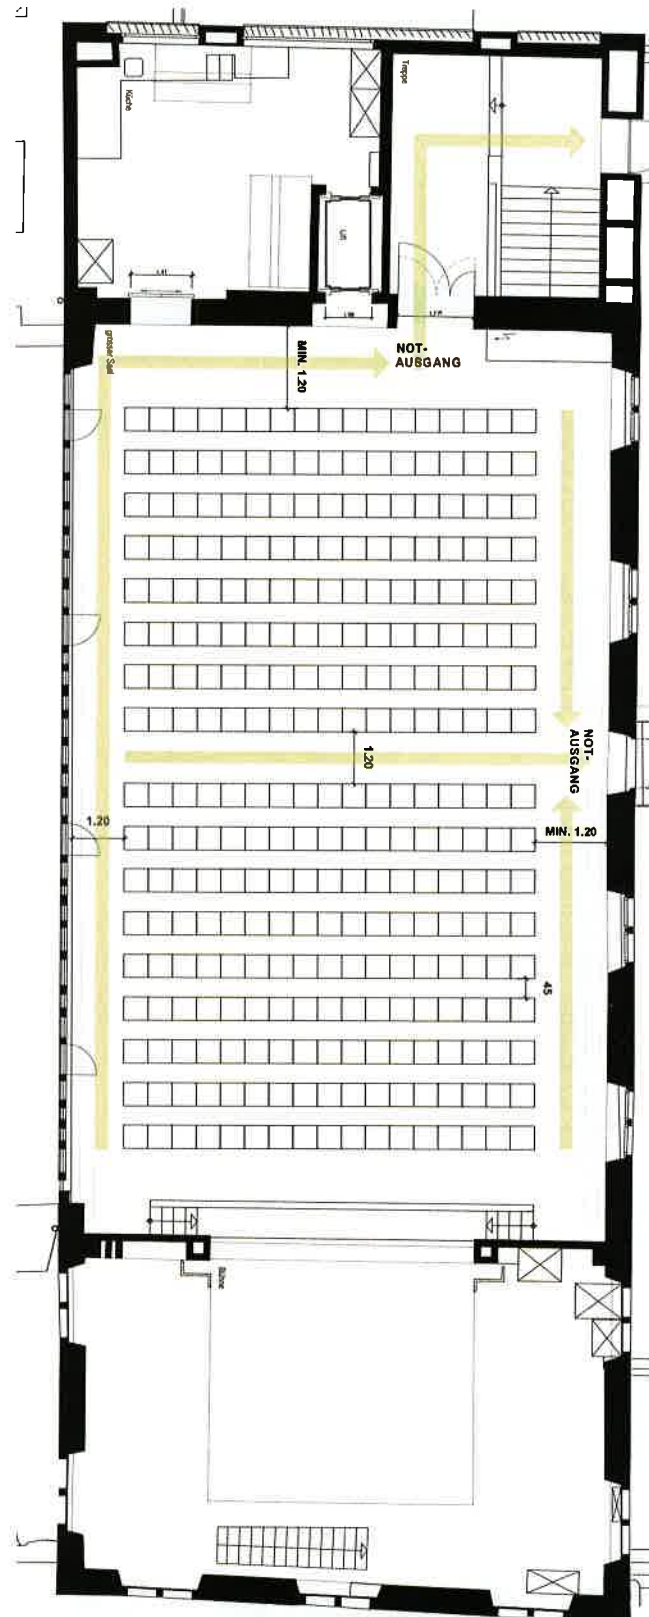 Küche
Treppe
Lift
grosser Saal
MIN. 1.20
NOT-
AUSGANG
1.20
NOT-
AUSGANG
1.20
MIN. 1.20
45
Bühne